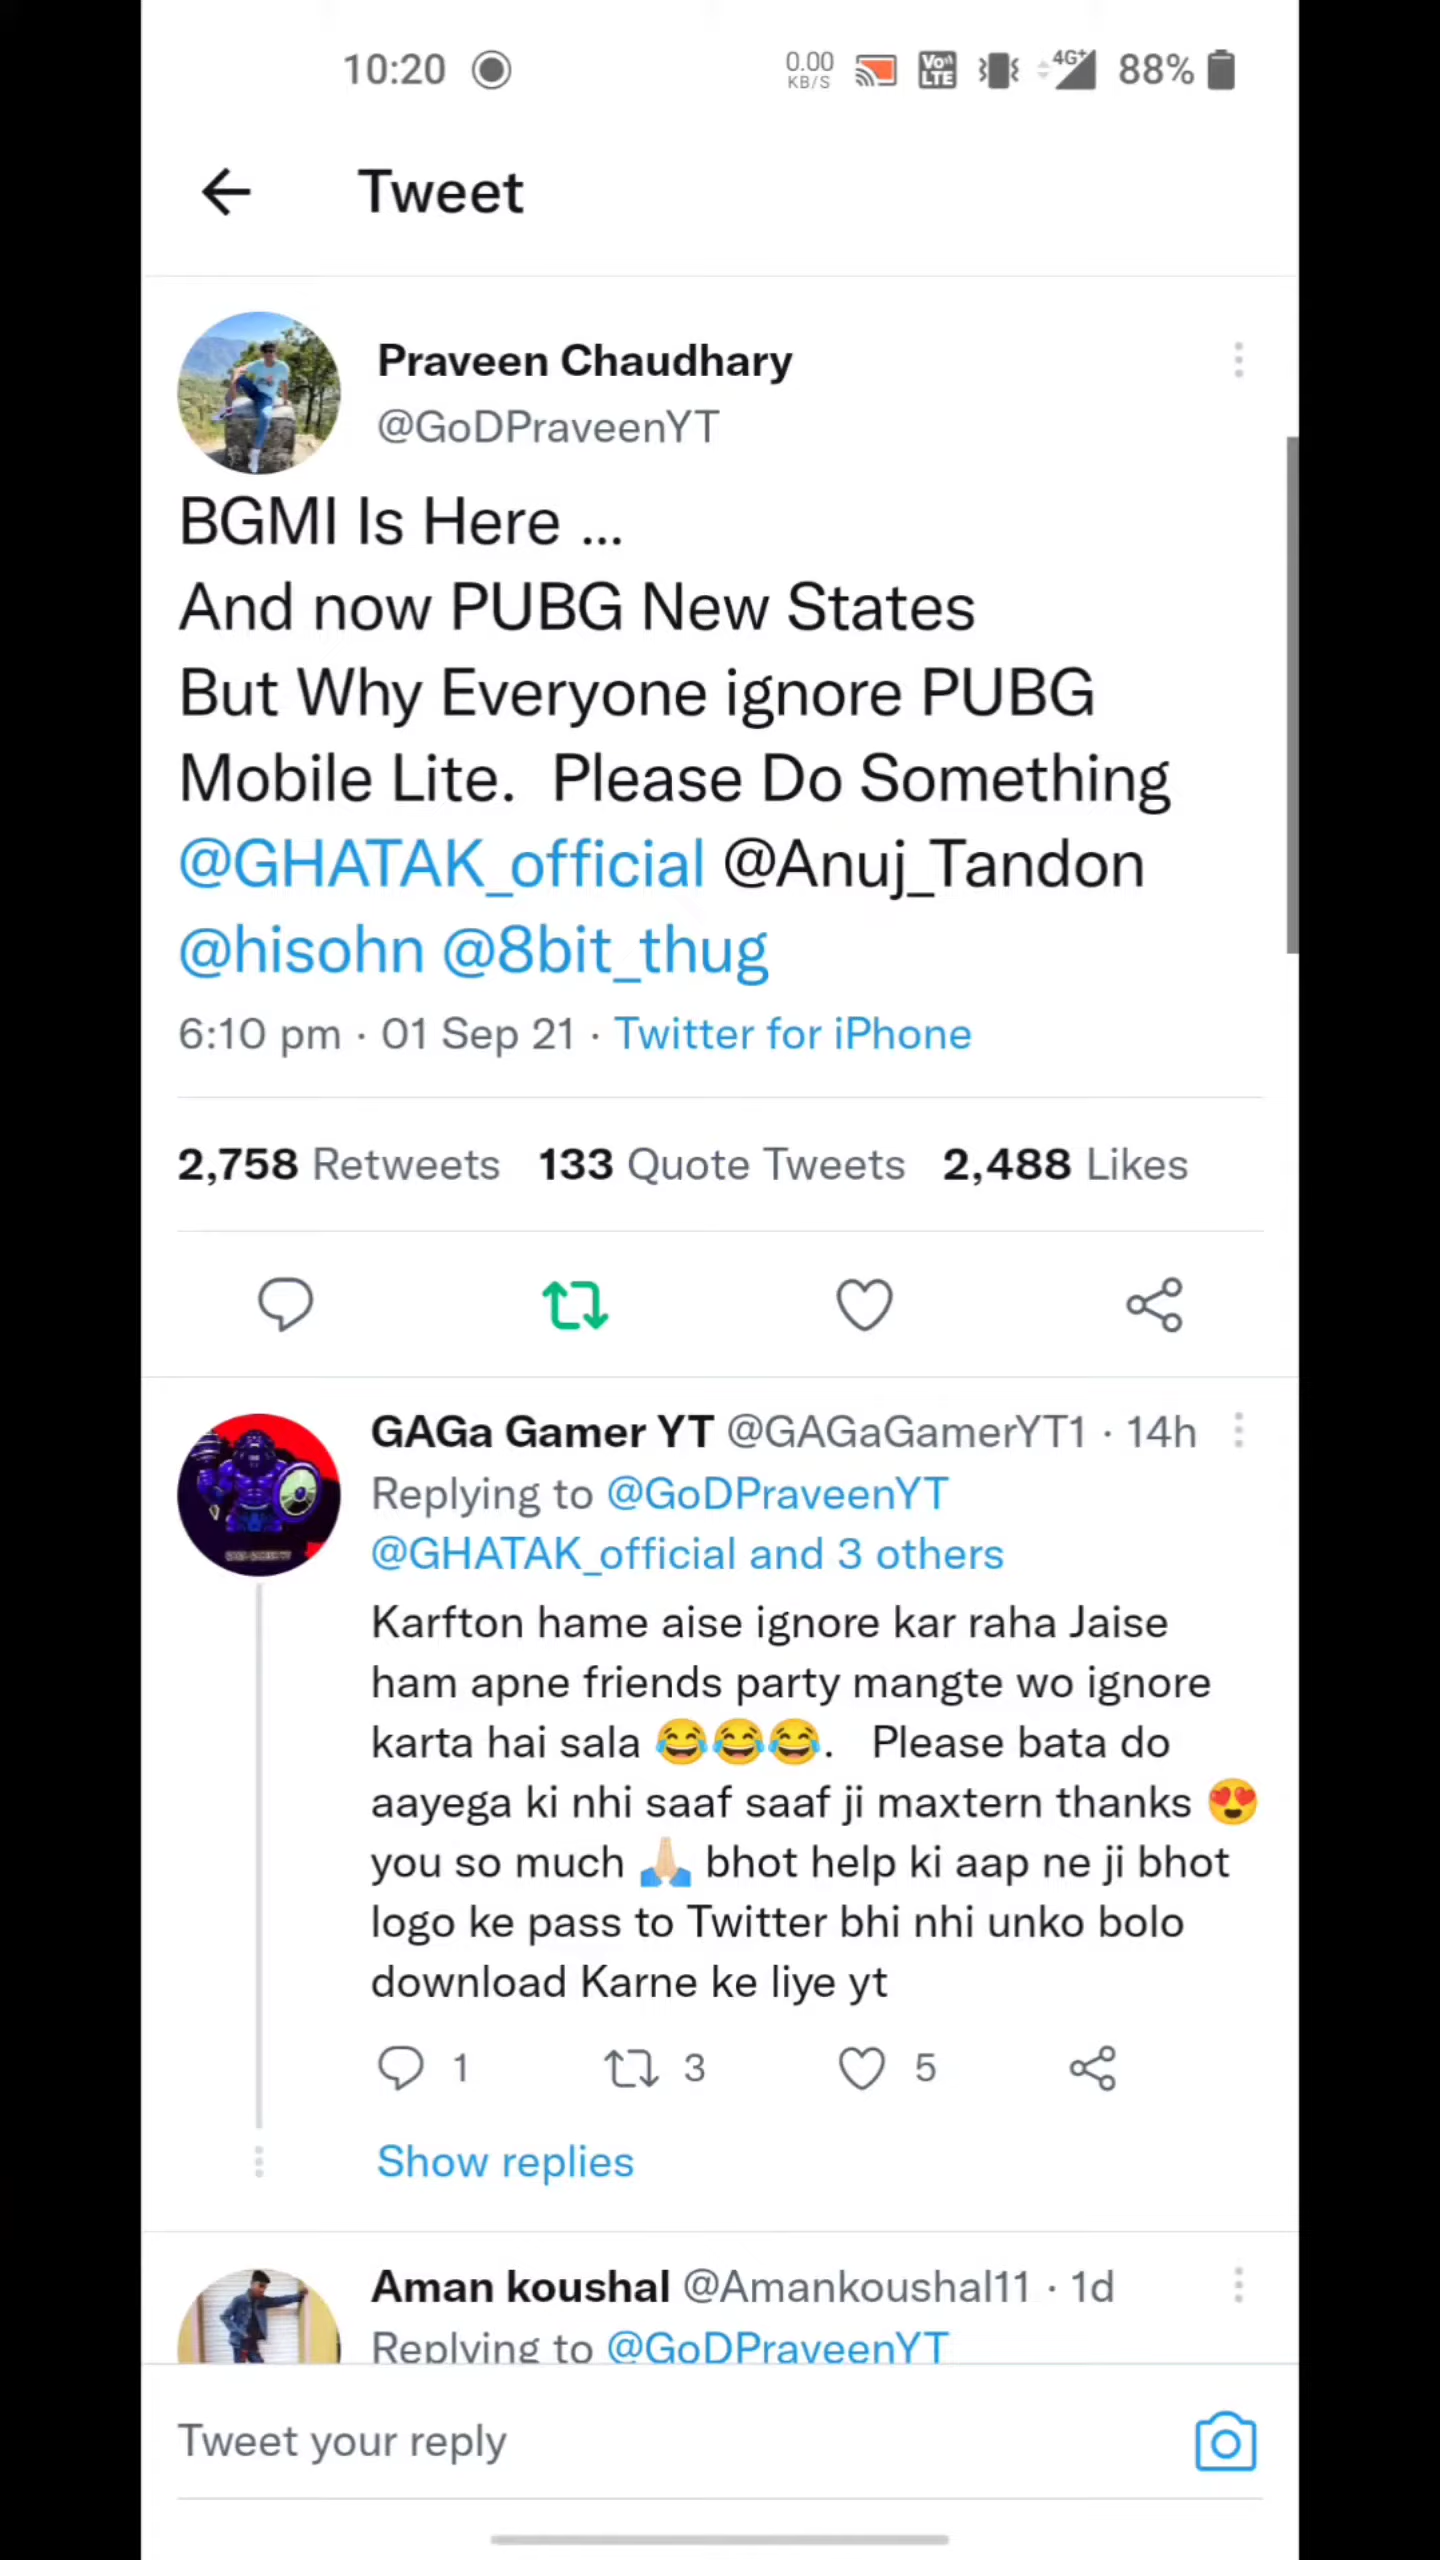 10:20
0.00 KB/S Vo)) LTE 4G+ 88%
Tweet
Praveen Chaudhary
@GoDPraveenYT
BGMI Is Here ...
And now PUBG New States
But Why Everyone ignore PUBG
Mobile Lite.  Please Do Something
@GHATAK_official @Anuj_Tandon
@hisohn @8bit_thug
6:10 pm · 01 Sep 21 · Twitter for iPhone
2,758 Retweets 133 Quote Tweets 2,488 Likes
GAGa Gamer YT @GAGaGamerYT1 · 14h
Replying to @GoDPraveenYT
@GHATAK_official and 3 others
Karfton hame aise ignore kar raha Jaise
ham apne friends party mangte wo ignore
karta hai sala 😂😂😂.   Please bata do
aayega ki nhi saaf saaf ji maxtern thanks 😍
you so much 🙏🏻 bhot help ki aap ne ji bhot
logo ke pass to Twitter bhi nhi unko bolo
download Karne ke liye yt
1 3 5
Show replies
Aman koushal @Amankoushal11 · 1d
Replying to @GoDPraveenYT
Tweet your reply